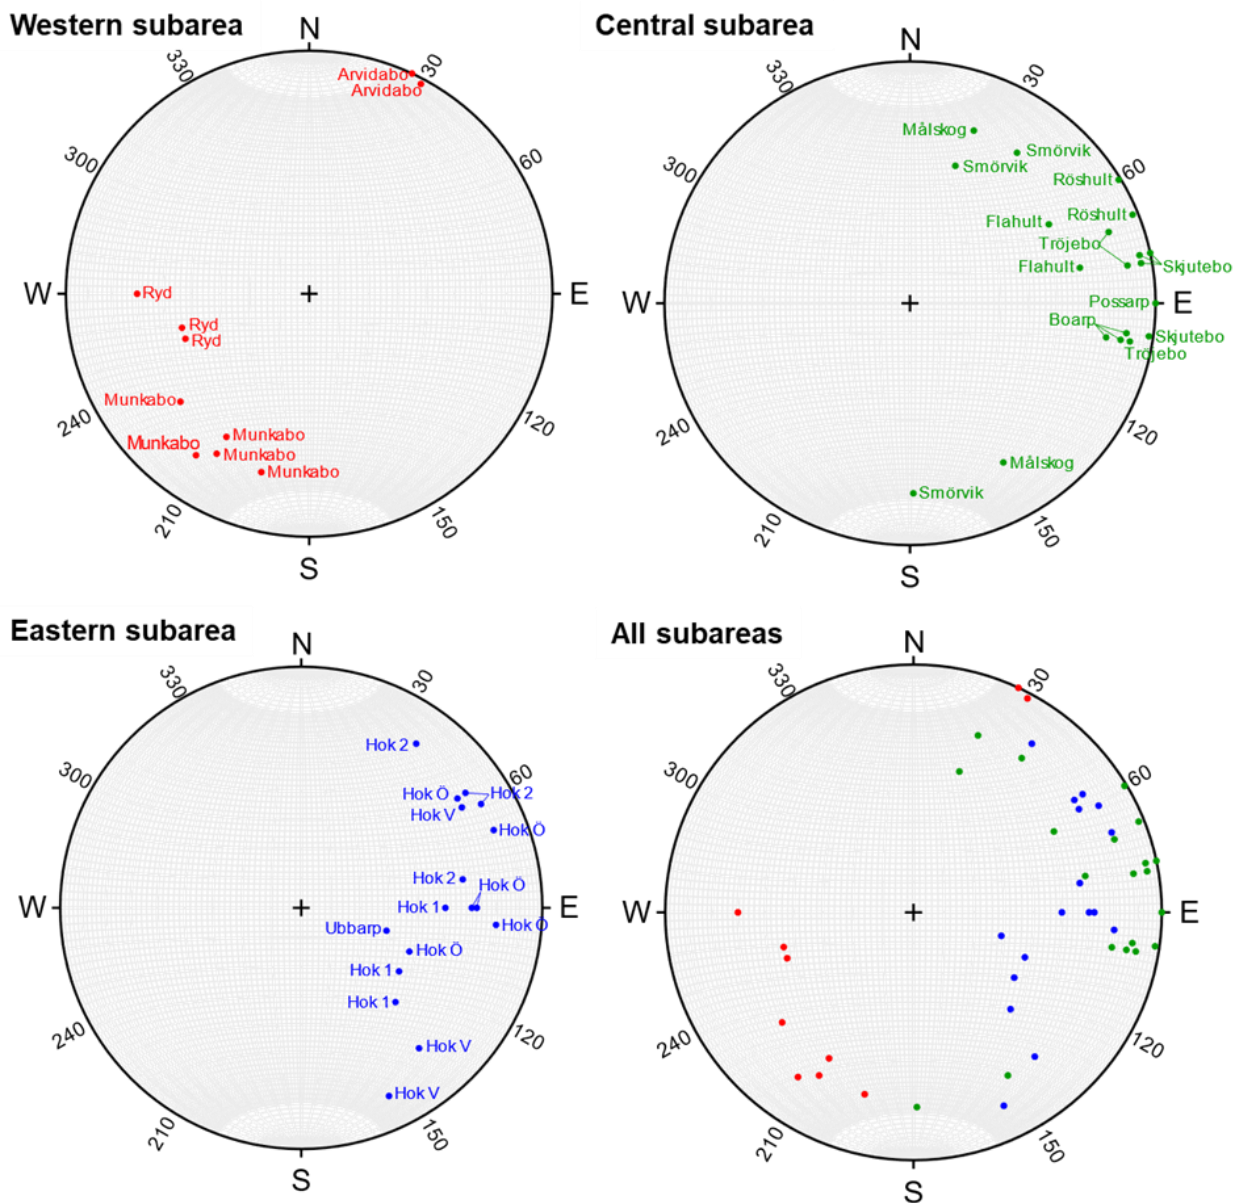 Western subarea
N
330
30
Arvidabo
Arvidabo
300
60
W
E
Ryd
Ryd
Ryd
Munkabo
240
120
Munkabo
Munkabo
Munkabo
Munkabo
210
150
S
Central subarea
N
30
Målskog
Smörvik
Smörvik
300
60
Röshult
Röshult
Flahult
Tröjebo
Flahult
Skjutebo
W
Possarp
E
Boarp
Skjutebo
Tröjebo
120
Målskog
Smörvik
210
150
S
Eastern subarea
N
330
30
Hok 2
300
60
Hok Ö
Hok 2
Hok V
Hok Ö
Hok 2
Hok Ö
W
Hok 1
E
Ubbarp
Hok Ö
Hok Ö
Hok 1
Hok 1
240
120
Hok V
Hok V
210
150
S
All subareas
N
330
30
300
60
W
E
240
120
210
150
S